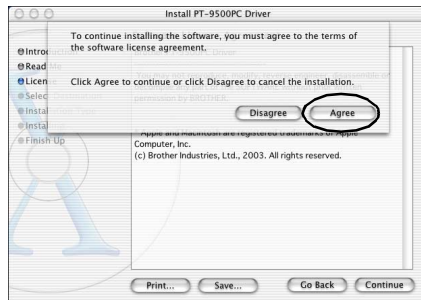 Install PT-9500PC Driver
To continue installing the software, you must agree to the terms of
the software license agreement.
Click Agree to continue or click Disagree to cancel the installation.
Disagree
Agree
Introduction
Read Me
Licen
Selec
Instal
Instal
Finish Up
Driver
permission by BROTHER.
Apple and Macintosh are registered trademarks of Apple
Computer, Inc.
(c) Brother Industries, Ltd., 2003. All rights reserved.
Print...
Save...
Go Back
Continue